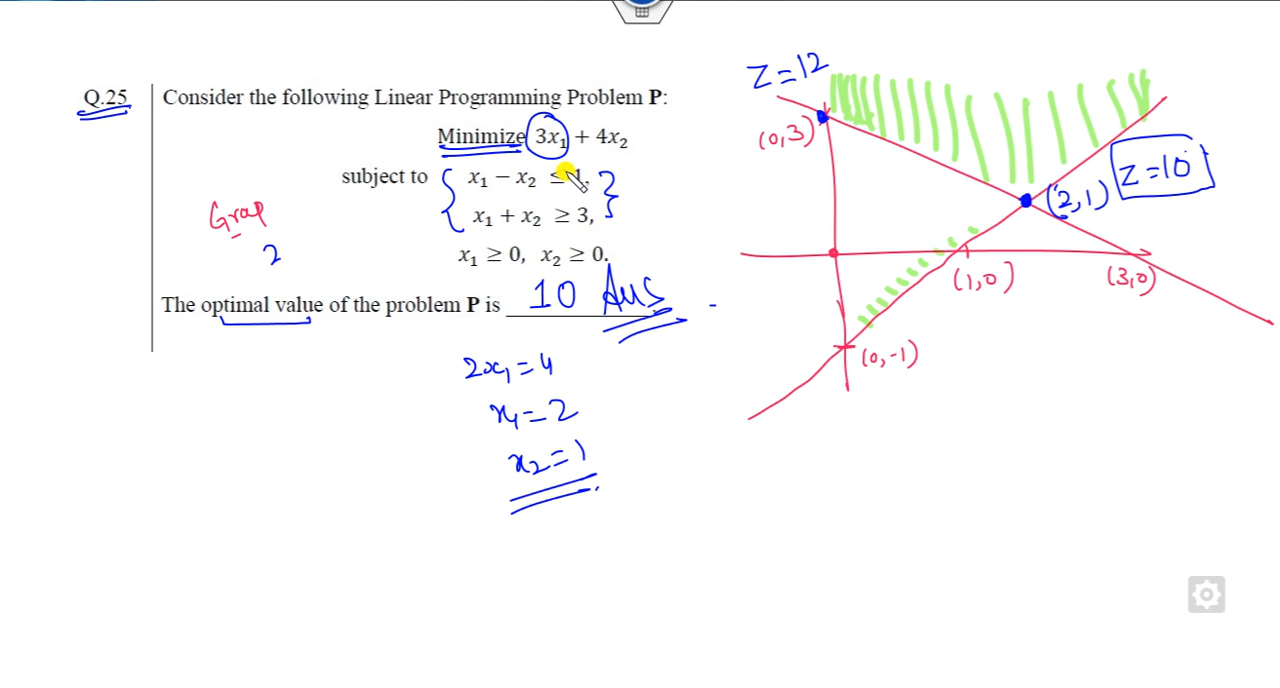 Q.25 Consider the following Linear Programming Problem P:
Minimize 3x₁ + 4x₂
subject to x₁ − x₂ ≤ 1,
x₁ + x₂ ≥ 3,
x₁ ≥ 0, x₂ ≥ 0.
The optimal value of the problem P is 10 Ans
Grap
2
2x₁ = 4
x₁ = 2
x₂ = 1
Z = 12
(0,3)
(2,1) Z = 10
(1,0)
(3,0)
(0,-1)